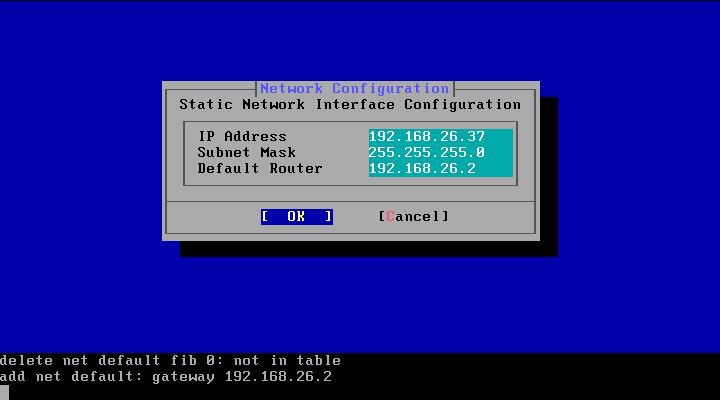 Network Configuration
Static Network Interface Configuration
IP Address 192.168.26.37
Subnet Mask 255.255.255.0
Default Router 192.168.26.2
[ OK ] [Cancel]
delete net default fib 0: not in table
add net default: gateway 192.168.26.2